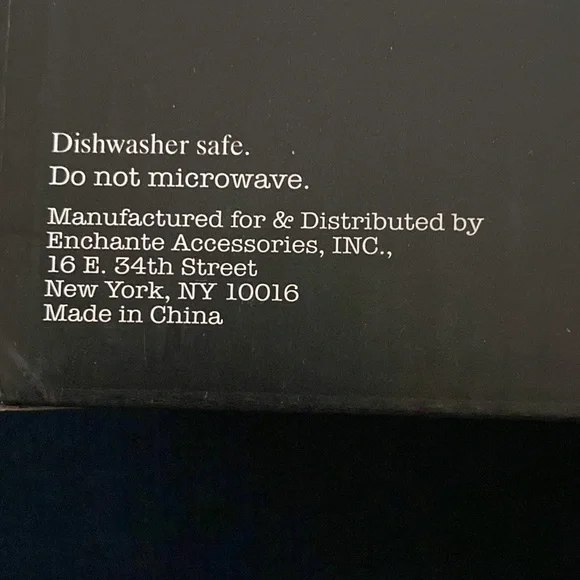 Dishwasher safe.
Do not microwave.
Manufactured for & Distributed by
Enchante Accessories, INC.,
16 E. 34th Street
New York, NY 10016
Made in China